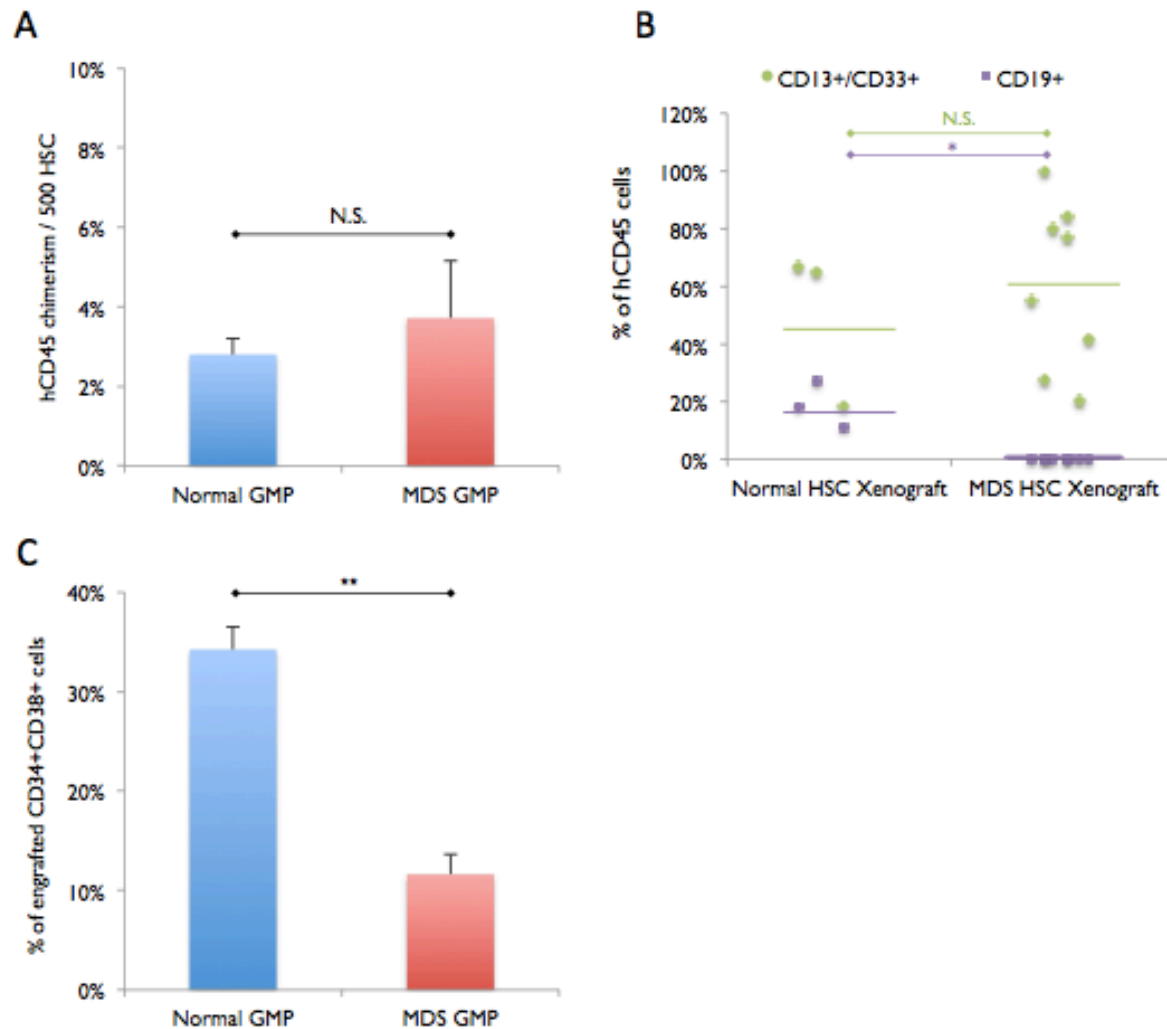 A
10%
8%
6%
4%
2%
0%
hCD45 chimerism / 500 HSC
N.S.
Normal GMP
MDS GMP
B
CD13+/CD33+
CD19+
120%
100%
80%
60%
40%
20%
0%
% of hCD45 cells
N.S.
*
Normal HSC Xenograft
MDS HSC Xenograft
C
40%
30%
20%
10%
0%
% of engrafted CD34+CD38+ cells
**
Normal GMP
MDS GMP